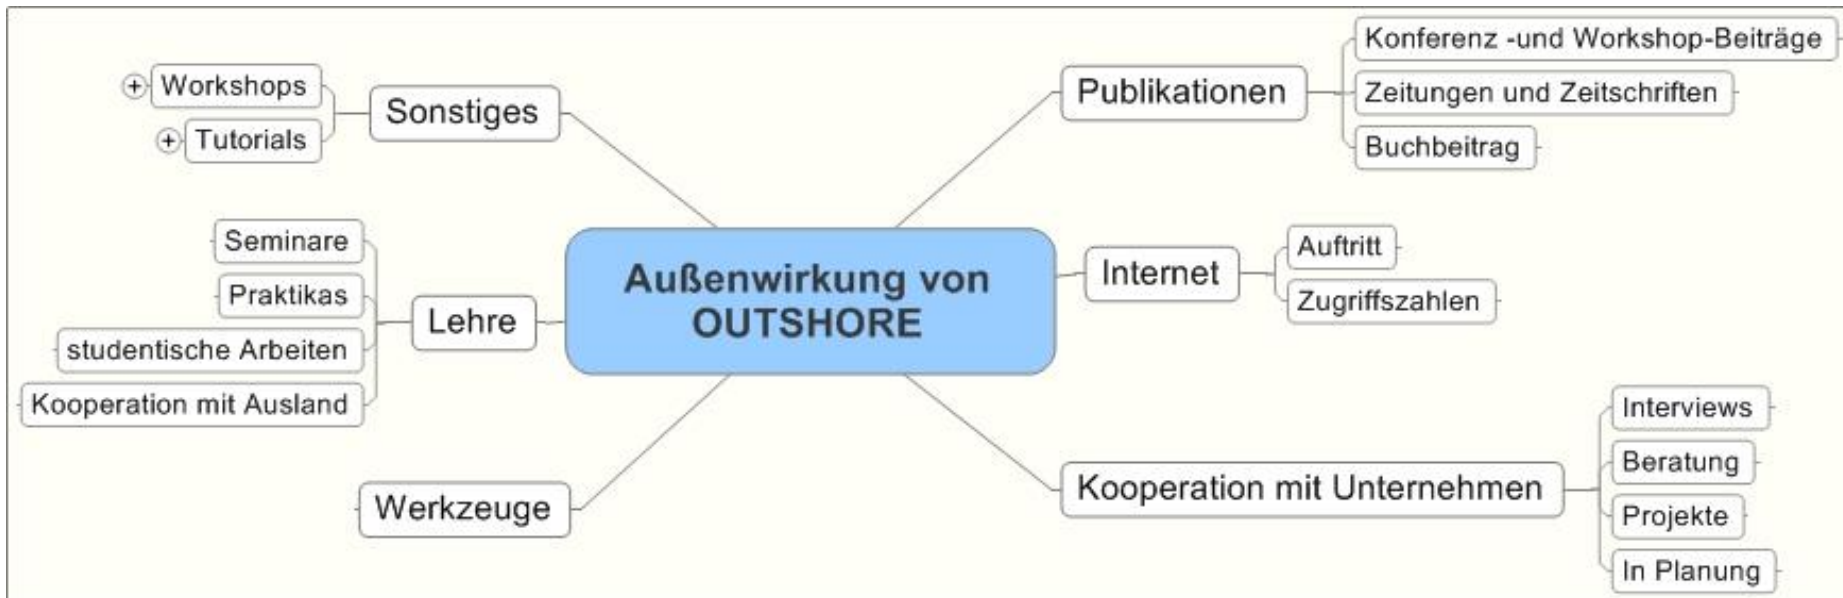 Außenwirkung von
OUTSHORE
Publikationen
Konferenz -und Workshop-Beiträge
Zeitungen und Zeitschriften
Buchbeitrag
Internet
Auftritt
Zugriffszahlen
Kooperation mit Unternehmen
Interviews
Beratung
Projekte
In Planung
Sonstiges
Workshops
Tutorials
Lehre
Seminare
Praktikas
studentische Arbeiten
Kooperation mit Ausland
Werkzeuge